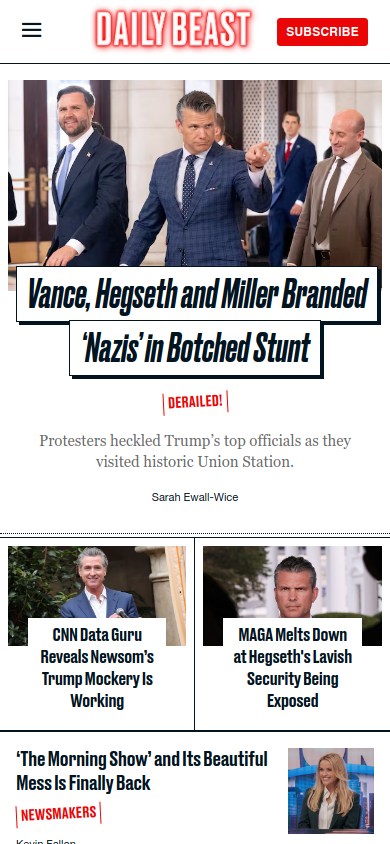 DAILY BEAST
SUBSCRIBE
Vance, Hegseth and Miller Branded
‘Nazis’ in Botched Stunt
DERAILED!
Protesters heckled Trump’s top officials as they
visited historic Union Station.
Sarah Ewall-Wice
CNN Data Guru
Reveals Newsom’s
Trump Mockery Is
Working
MAGA Melts Down
at Hegseth's Lavish
Security Being
Exposed
‘The Morning Show’ and Its Beautiful
Mess Is Finally Back
NEWSMAKERS
Kevin Fallon